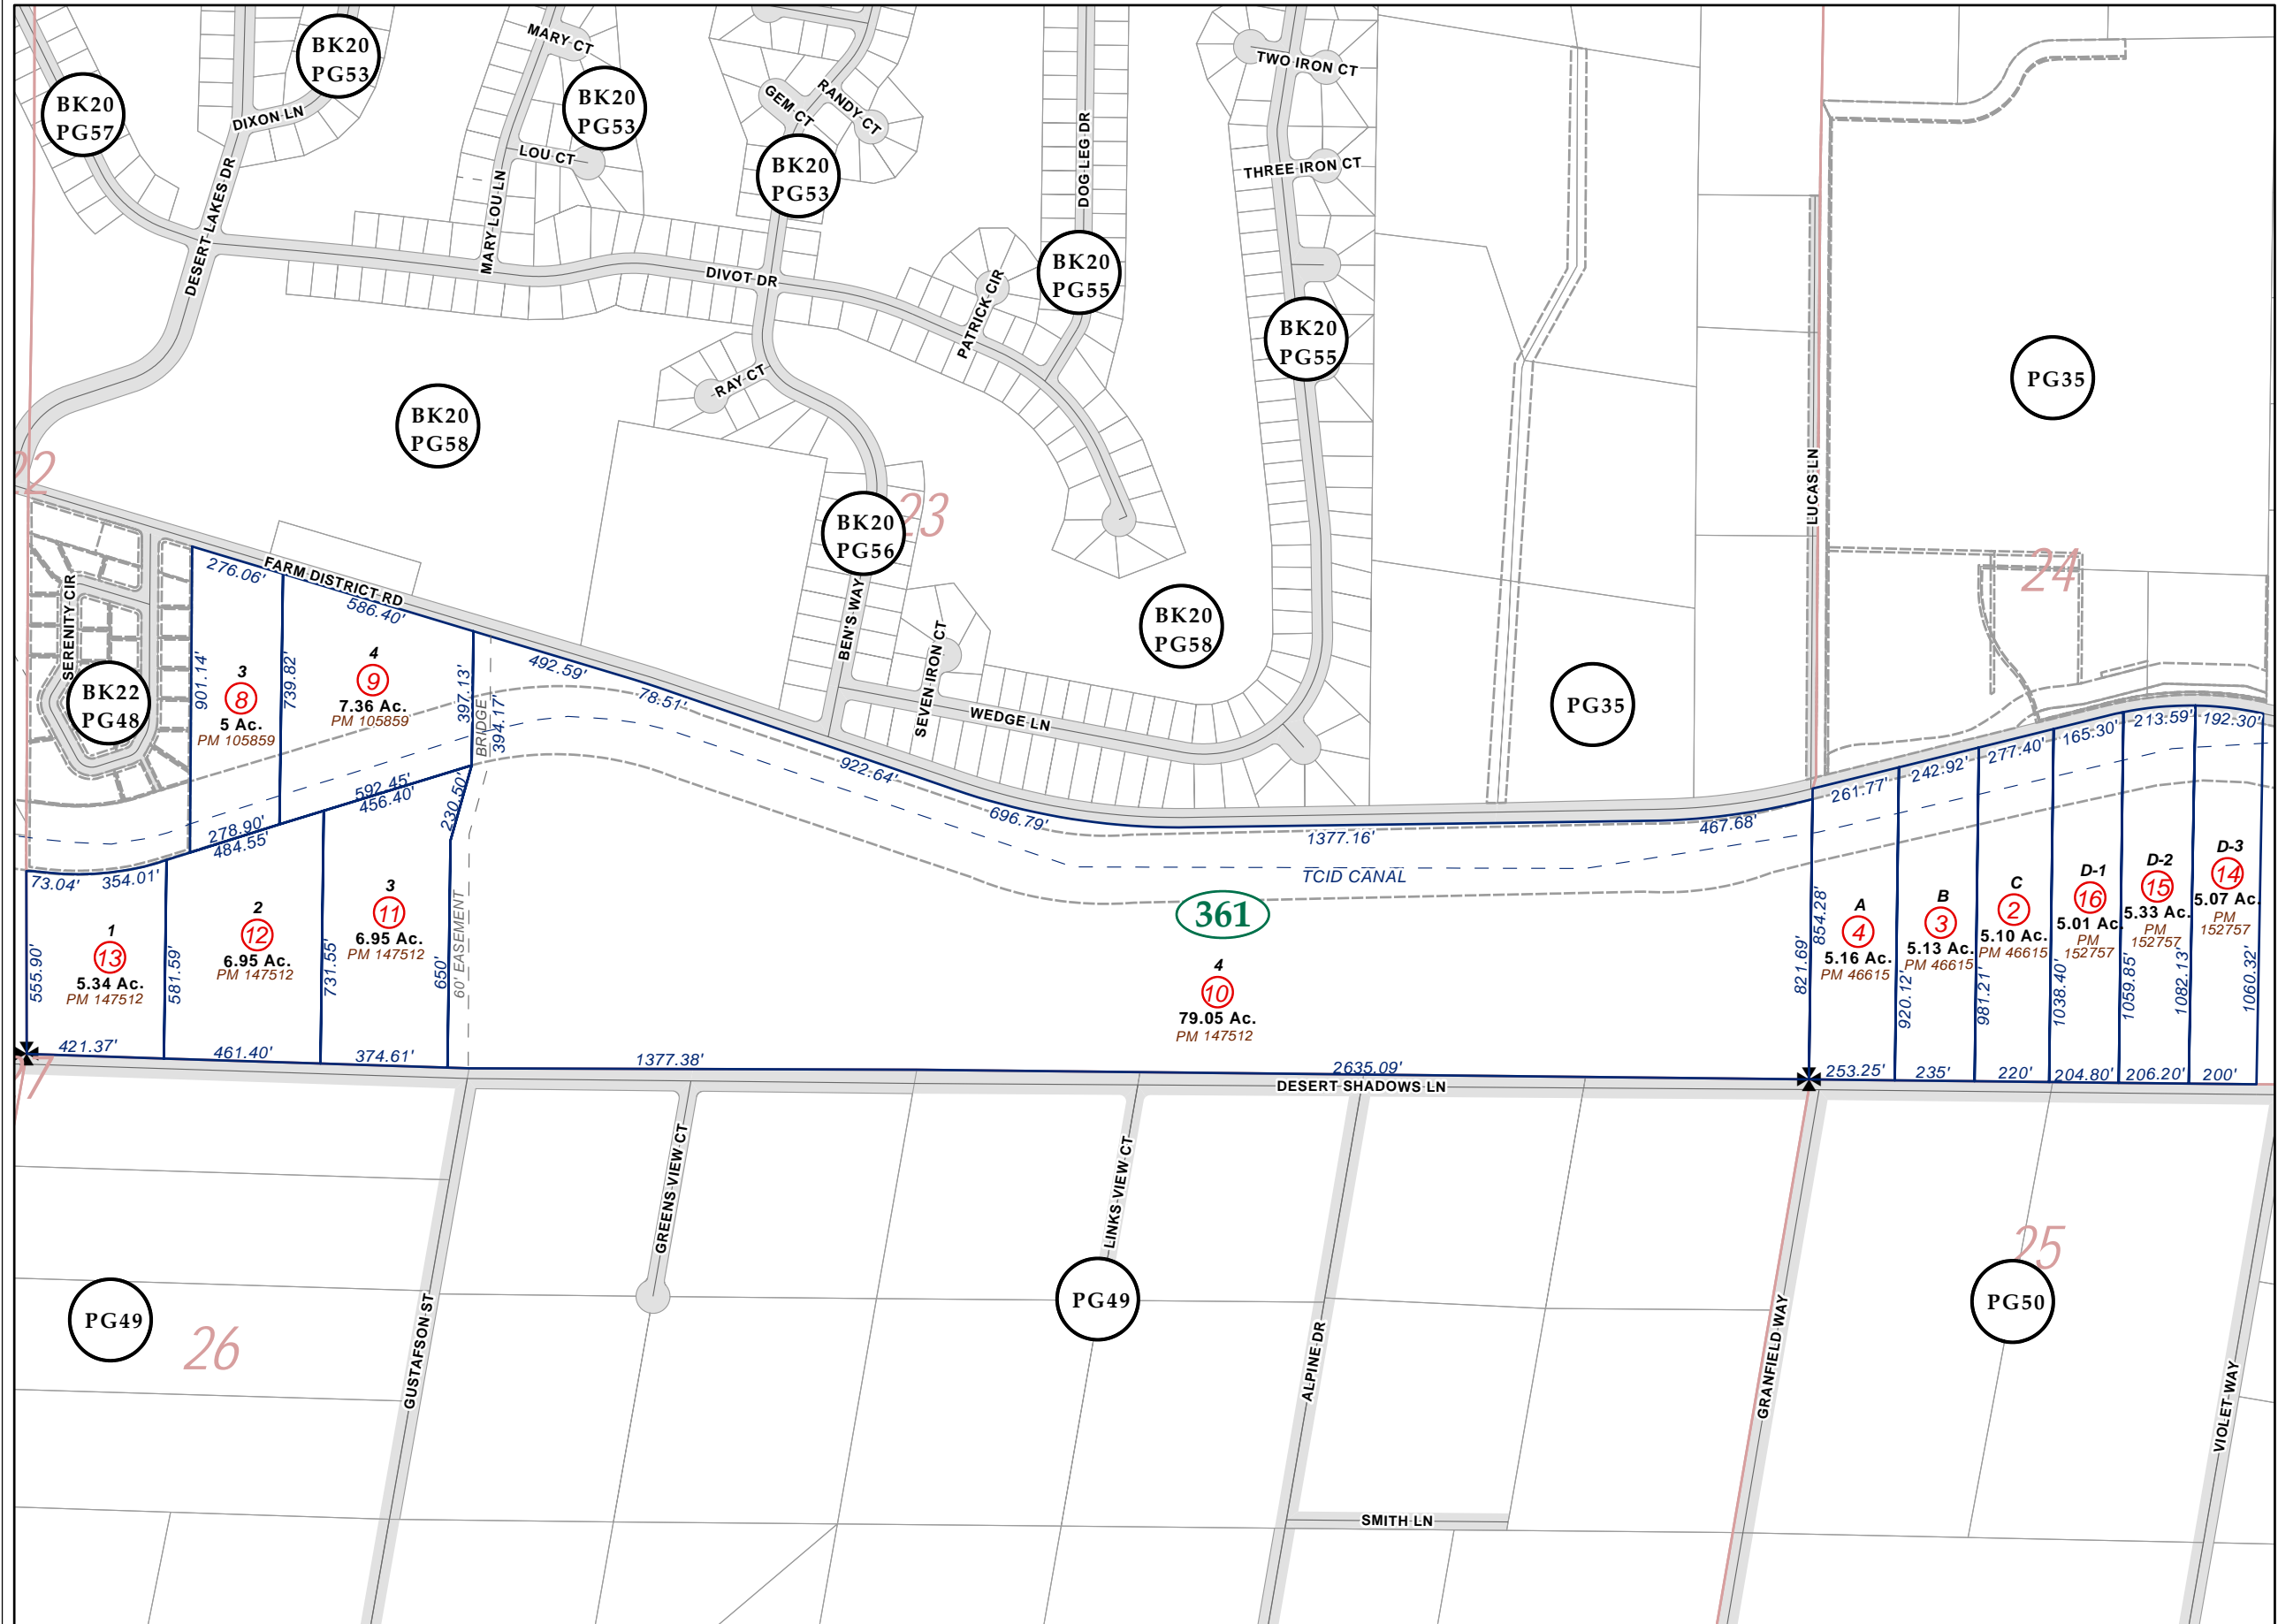 MARY CT
BK20
PG53
BK20
PG57
DIXON LN
BK20
PG53
GEM CT
RANDY CT
TWO IRON CT
LOU CT
BK20
PG53
DOG LEG DR
THREE IRON CT
DESERT LAKES DR
MARY LOU LN
DIVOT DR
BK20
PG55
PATRICK CIR
BK20
PG55
RAY CT
PG35
BK20
PG58
22
LUCAS LN
BK20
PG56
23
24
FARM DISTRICT RD
276.06'
586.40'
SERENITY CIR
BEN'S WAY
SEVEN IRON CT
BK20
PG58
901.14'
739.82'
397.13'
394.17'
BRIDGE
492.59'
78.51'
3
8
5 Ac.
PM 105859
4
9
7.36 Ac.
PM 105859
BK22
PG48
WEDGE LN
PG35
922.64'
696.79'
1377.16'
467.68'
261.77'
242.92'
277.40'
165.30'
213.59'
192.30'
592.45'
456.40'
278.90'
484.55'
230.50'
73.04'
354.01'
TCID CANAL
361
1
13
5.34 Ac.
PM 147512
2
12
6.95 Ac.
PM 147512
3
11
6.95 Ac.
PM 147512
4
10
79.05 Ac.
PM 147512
A
4
5.16 Ac.
PM 46615
B
3
5.13 Ac.
PM 46615
C
2
5.10 Ac.
PM 46615
D-1
16
5.01 Ac.
PM
152757
D-2
15
5.33 Ac.
PM
152757
D-3
14
5.07 Ac.
PM
152757
555.90'
581.59'
731.55'
650'
60' EASEMENT
821.69'
854.28'
920.12'
981.21'
1038.40'
1059.85'
1082.13'
1060.32'
421.37'
461.40'
374.61'
1377.38'
2635.09'
253.25'
235'
220'
204.80'
206.20'
200'
DESERT SHADOWS LN
GREENS VIEW CT
LINKS VIEW CT
25
PG49
26
PG49
PG50
GUSTAFSON ST
ALPINE DR
GRANFIELD WAY
VIOLET WAY
SMITH LN